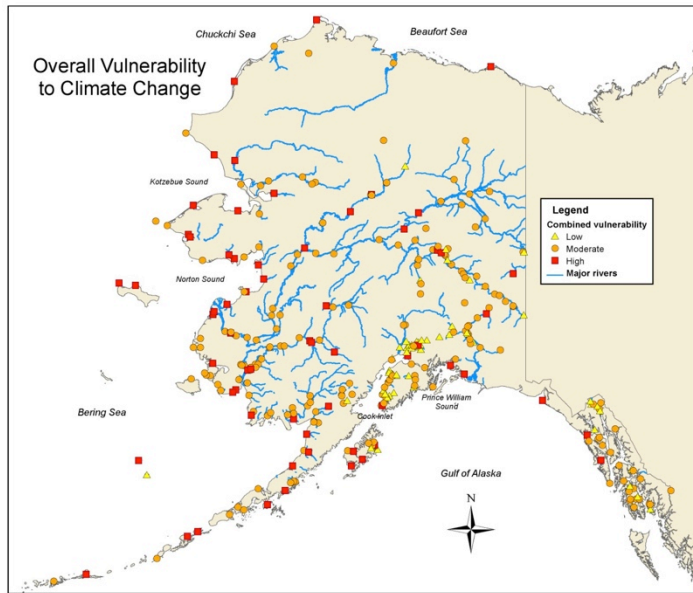 Chuckchi Sea
Beaufort Sea
Overall Vulnerability
to Climate Change
Kotzebue Sound
Legend
Combined vulnerability
Low
Moderate
High
Major rivers
Norton Sound
Prince William
Sound
Cook Inlet
Bering Sea
Gulf of Alaska
N